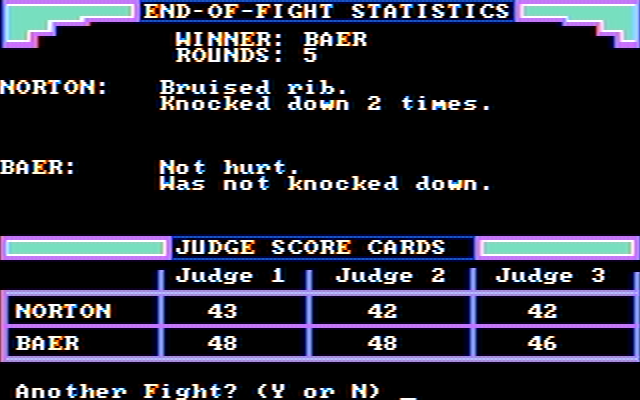 END-OF-FIGHT STATISTICS
WINNER: BAER
ROUNDS: 5
NORTON: Bruised rib.
Knocked down 2 times.
BAER: Not hurt.
Was not knocked down.
JUDGE SCORE CARDS
Judge 1 Judge 2 Judge 3
NORTON 43 42 42
BAER 48 48 46
Another Fight? (Y or N) _